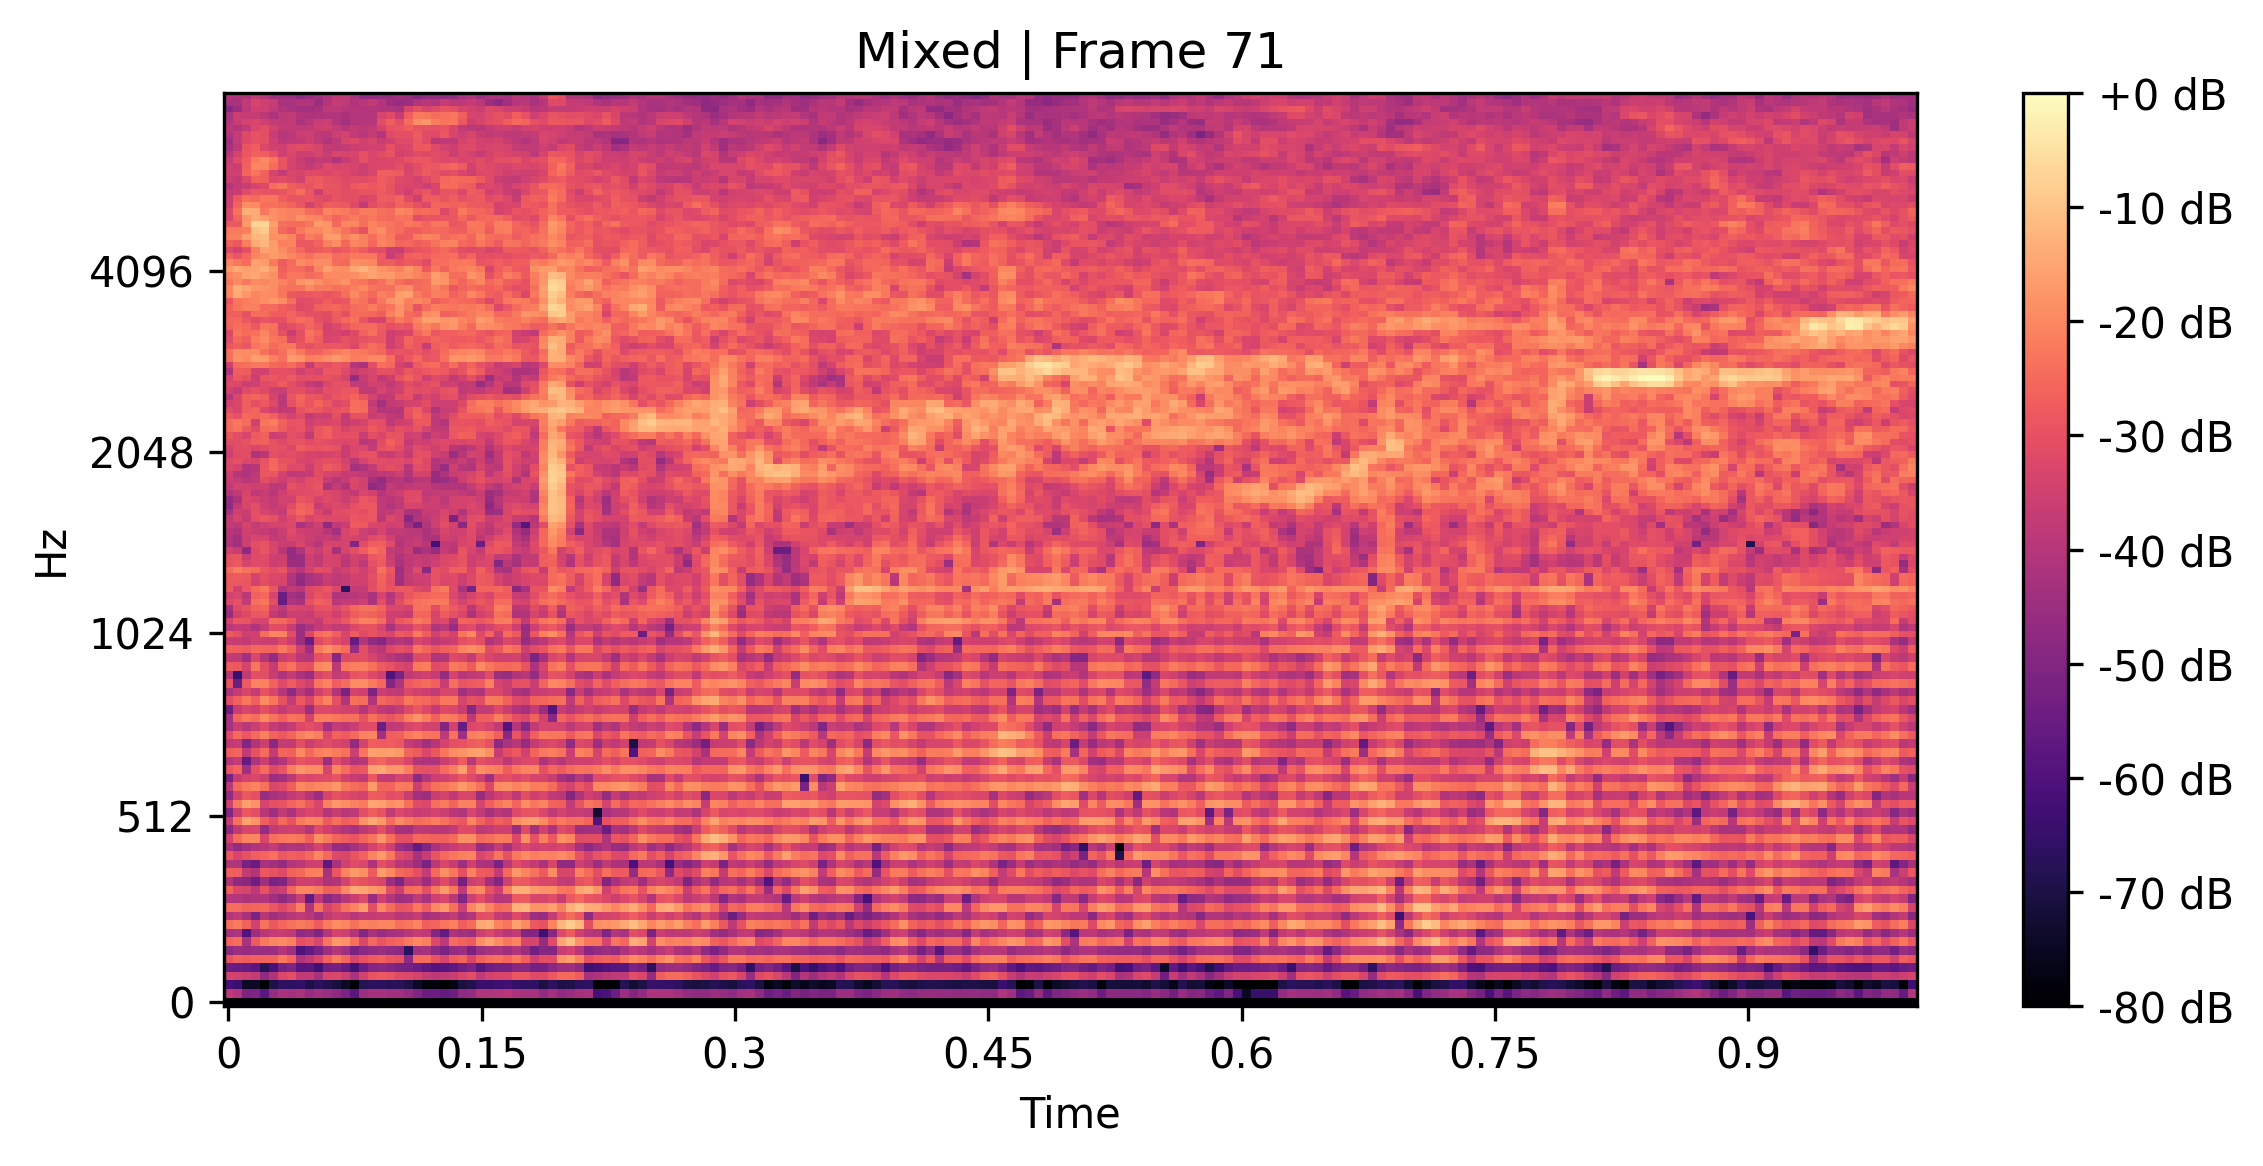 Mixed | Frame 71
Hz
4096
2048
1024
512
0
0 0.15 0.3 0.45 0.6 0.75 0.9
Time
+0 dB
-10 dB
-20 dB
-30 dB
-40 dB
-50 dB
-60 dB
-70 dB
-80 dB